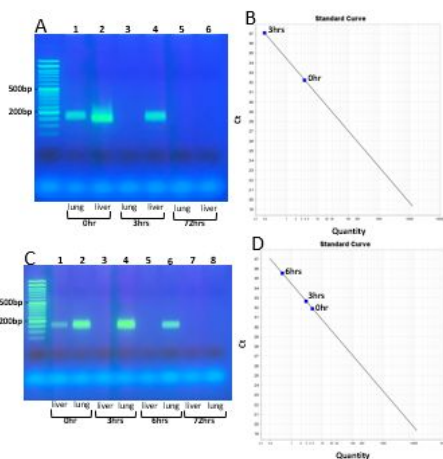 A
1 2 3 4 5 6
500bp
200bp
lung liver lung liver lung liver
0hr 3hrs 72hrs
B
Standard Curve
3hrs
0hr
Ct
Quantity
C
1 2 3 4 5 6 7 8
500bp
200bp
liver lung liver lung liver lung liver lung
0hr 3hrs 6hrs 72hrs
D
Standard Curve
6hrs
3hrs
0hr
Ct
Quantity